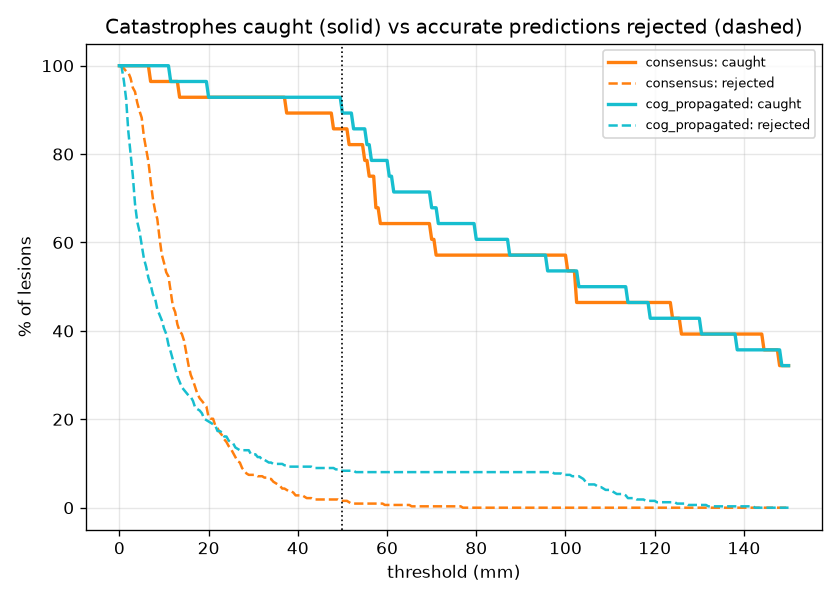 Catastrophes caught (solid) vs accurate predictions rejected (dashed)
consensus: caught
consensus: rejected
cog_propagated: caught
cog_propagated: rejected
% of lesions
100
80
60
40
20
0
0 20 40 60 80 100 120 140
threshold (mm)